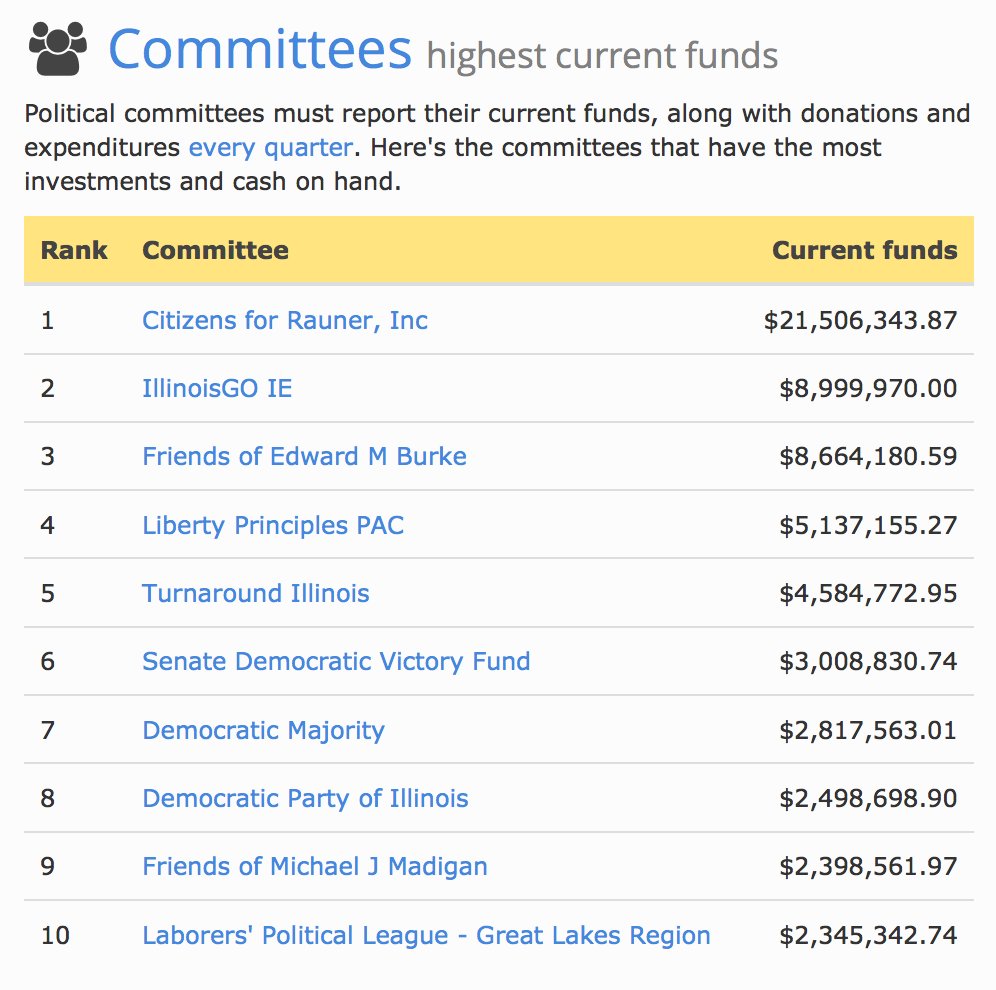 Committees highest current funds
Political committees must report their current funds, along with donations and
expenditures every quarter. Here's the committees that have the most
investments and cash on hand.
Rank Committee Current funds
1 Citizens for Rauner, Inc $21,506,343.87
2 IllinoisGO IE $8,999,970.00
3 Friends of Edward M Burke $8,664,180.59
4 Liberty Principles PAC $5,137,155.27
5 Turnaround Illinois $4,584,772.95
6 Senate Democratic Victory Fund $3,008,830.74
7 Democratic Majority $2,817,563.01
8 Democratic Party of Illinois $2,498,698.90
9 Friends of Michael J Madigan $2,398,561.97
10 Laborers' Political League - Great Lakes Region $2,345,342.74